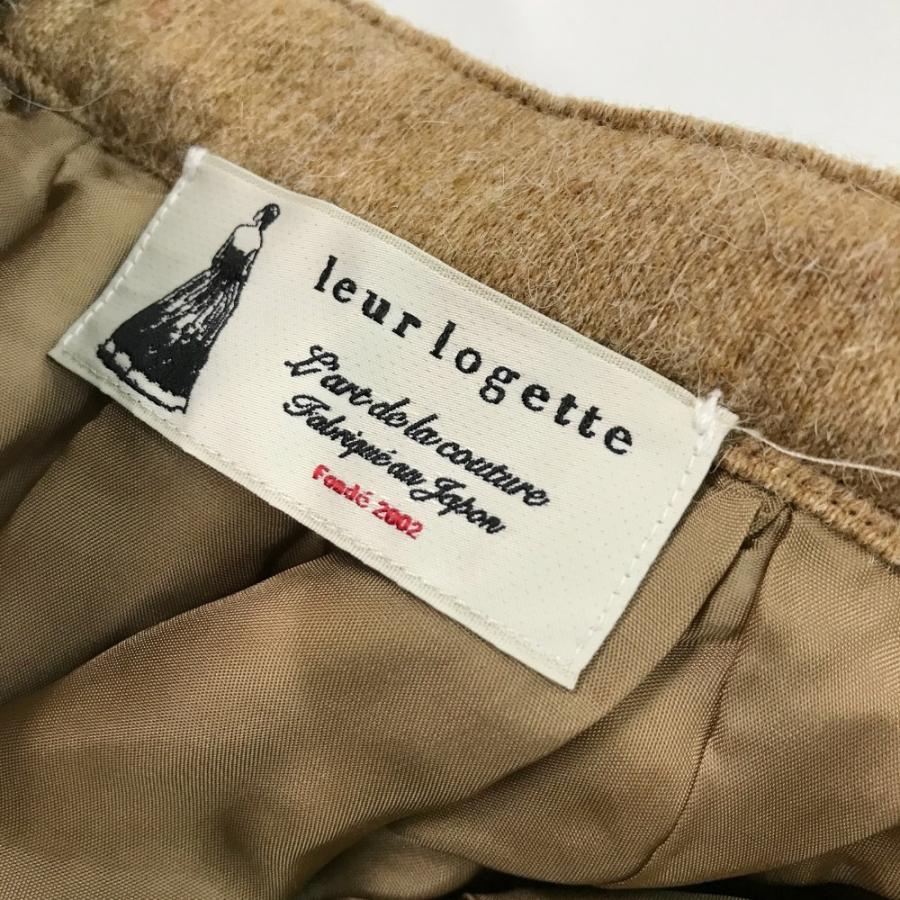 leur logette
L'art de la couture
Fabriqué au Japon
Fondé 2002